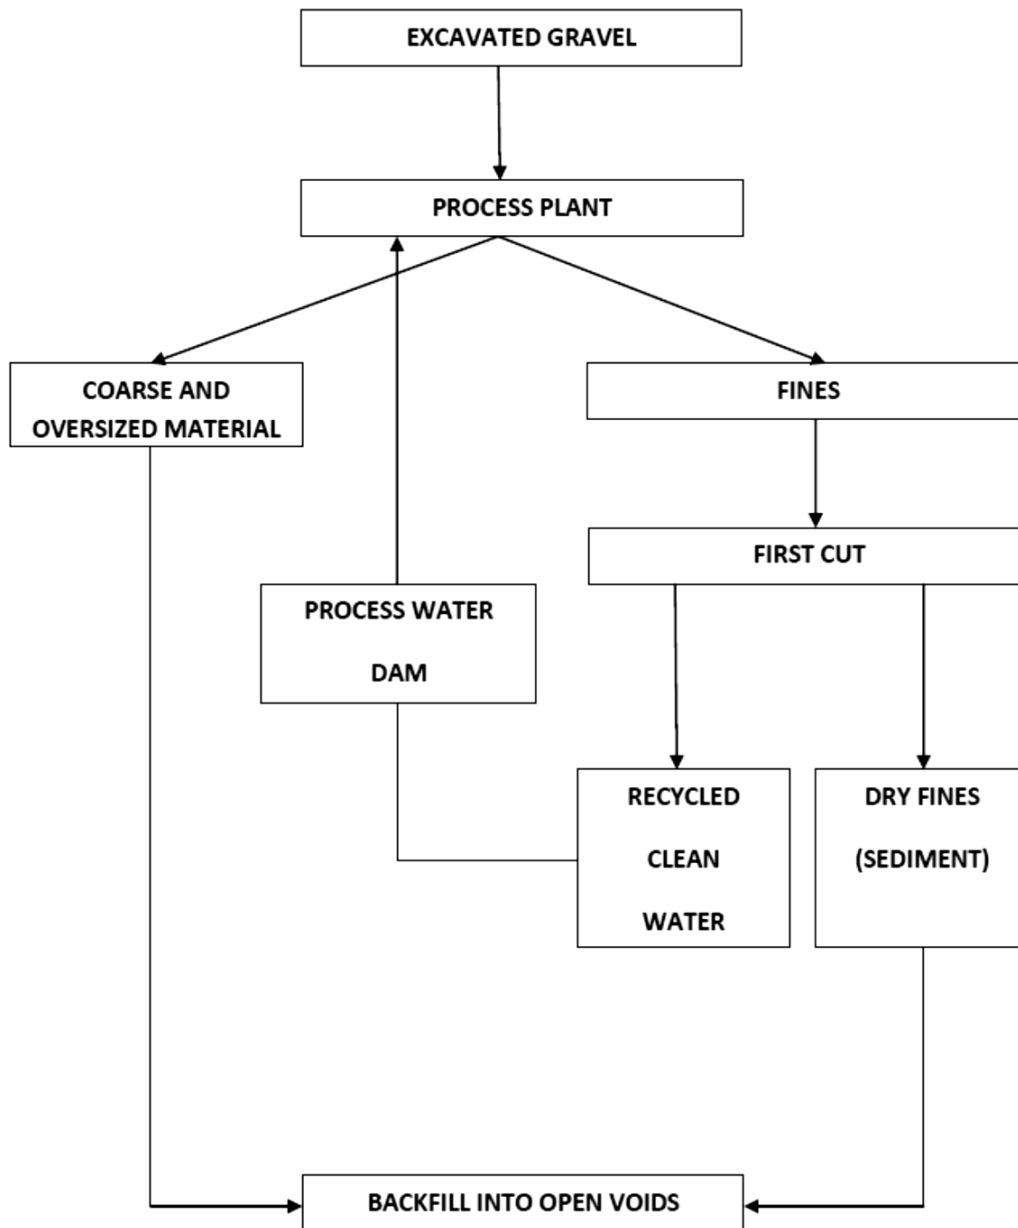 EXCAVATED GRAVEL
PROCESS PLANT
COARSE AND
OVERSIZED MATERIAL
FINES
FIRST CUT
PROCESS WATER
DAM
RECYCLED
CLEAN
WATER
DRY FINES
(SEDIMENT)
BACKFILL INTO OPEN VOIDS